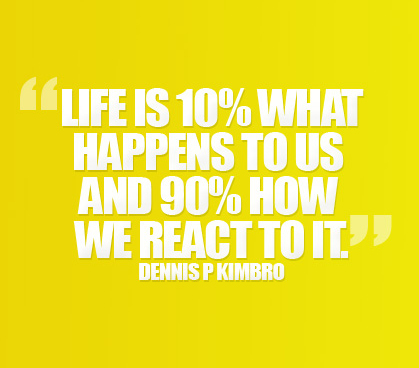 “LIFE IS 10% WHAT
HAPPENS TO US
AND 90% HOW
WE REACT TO IT.”
DENNIS P KIMBRO